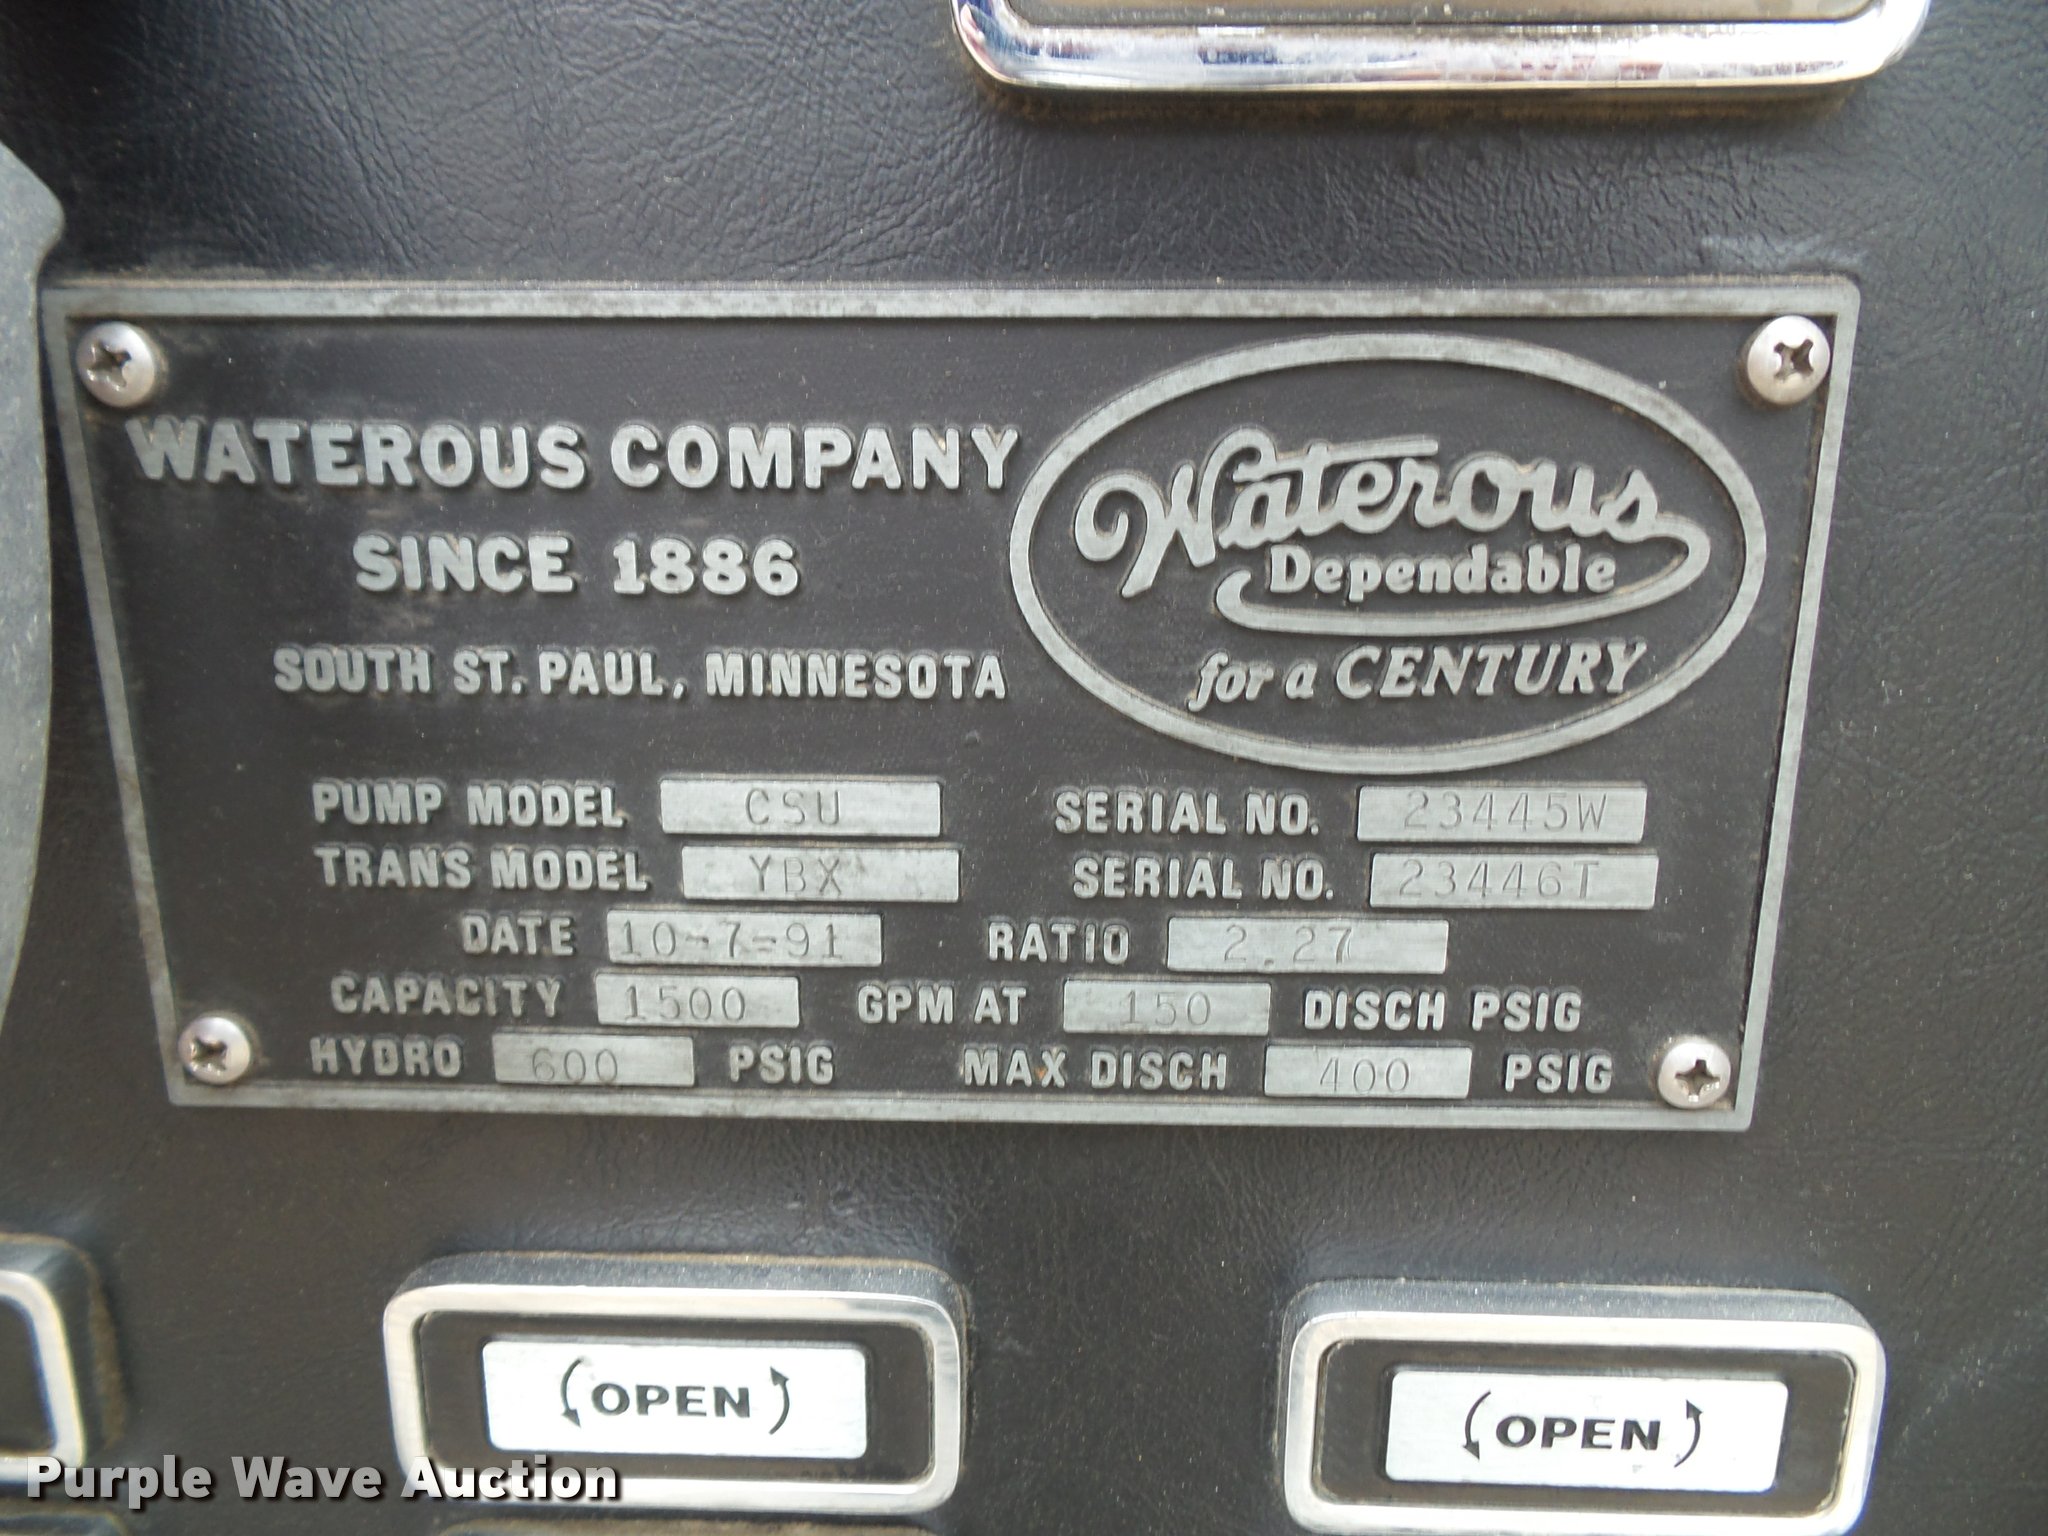 WATEROUS COMPANY
SINCE 1886
SOUTH ST. PAUL, MINNESOTA
Waterous
Dependable
for a CENTURY
PUMP MODEL CSU SERIAL NO. 23445W
TRANS MODEL YBX SERIAL NO. 23446T
DATE 10-7-91 RATIO 2.27
CAPACITY 1500 GPM AT 150 DISCH PSIG
HYDRO 600 PSIG MAX DISCH 400 PSIG
OPEN OPEN
Purple Wave Auction